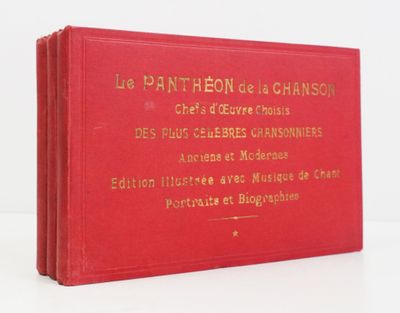 Le PANTHÉON de la CHANSON
Chefs d'Œuvre Choisis
DES PLUS CÉLÈBRES CHANSONNIERS
Anciens et Modernes
Edition Illustrée avec Musique de Chant
Portraits et Biographies
*